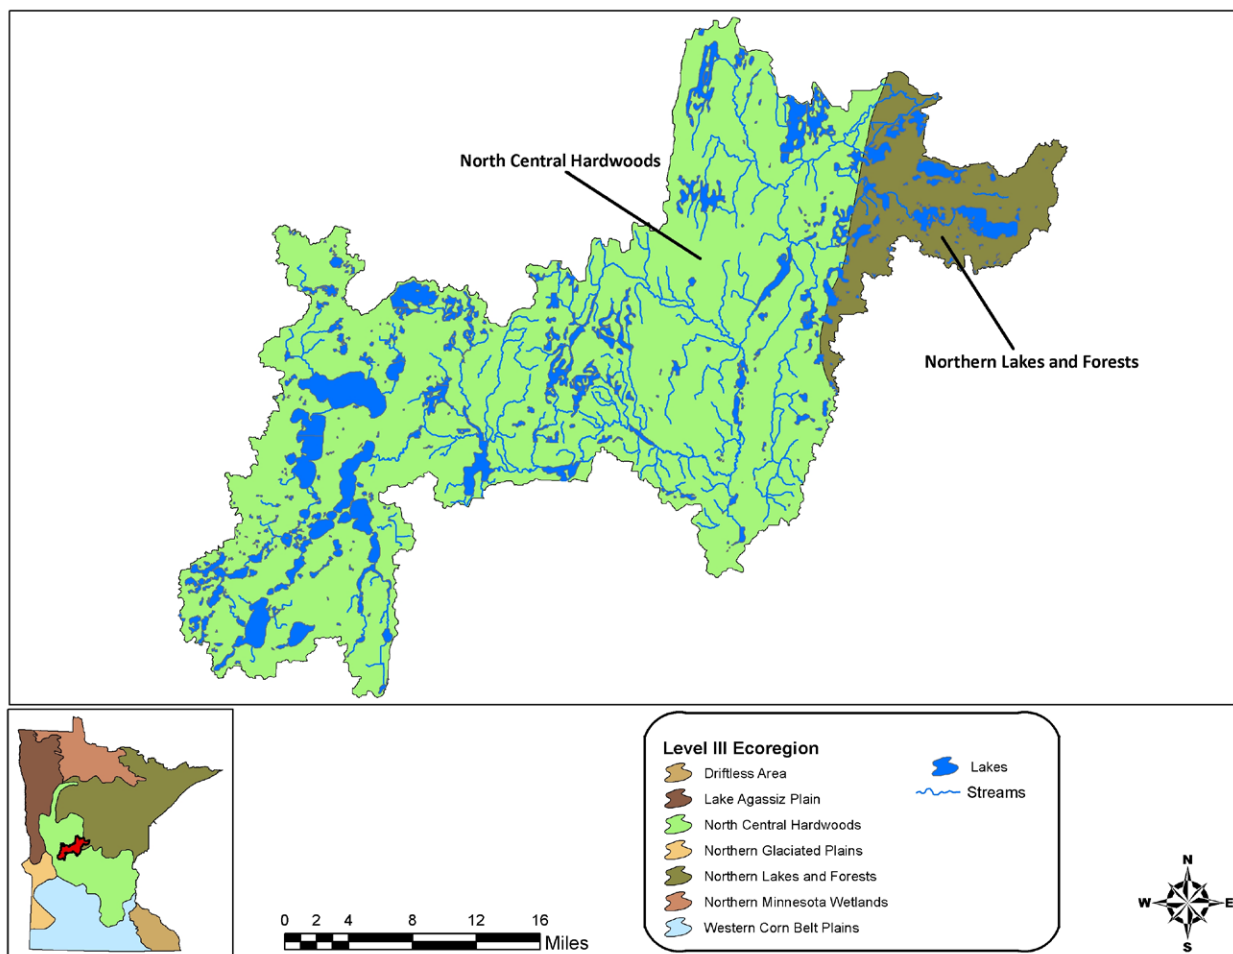 North Central Hardwoods
Northern Lakes and Forests
Level III Ecoregion
Driftless Area
Lake Agassiz Plain
North Central Hardwoods
Northern Glaciated Plains
Northern Lakes and Forests
Northern Minnesota Wetlands
Western Corn Belt Plains
Lakes
Streams
0 2 4 8 12 16
Miles
N
W E
S